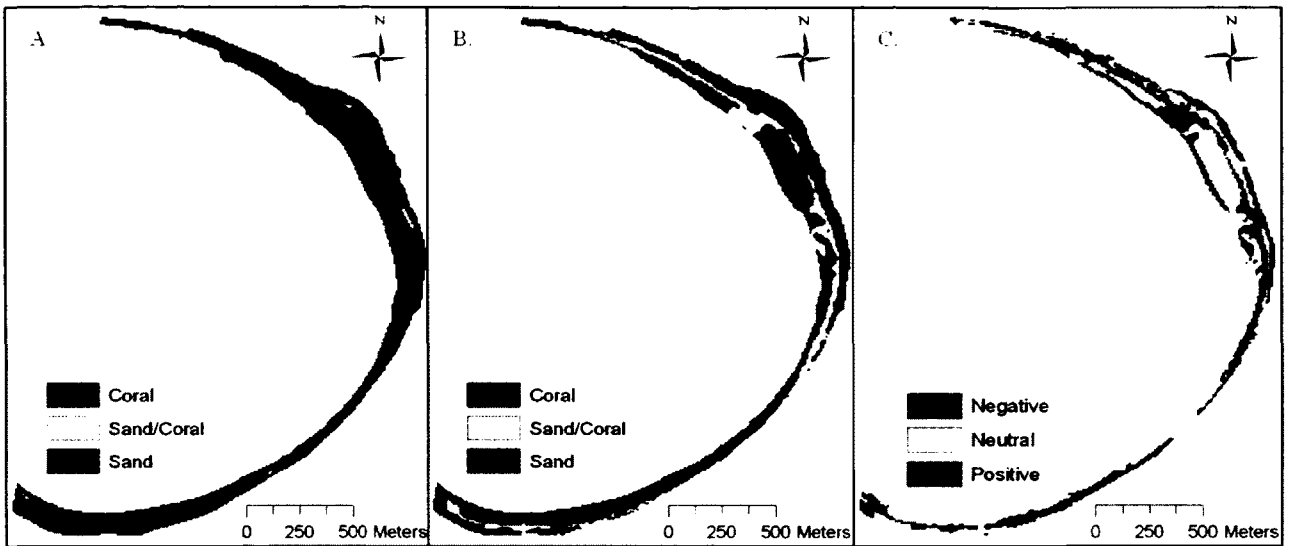 A
N
Coral
Sand/Coral
Sand
0 250 500 Meters
B.
N
Coral
Sand/Coral
Sand
0 250 500 Meters
C.
N
Negative
Neutral
Positive
0 250 500 Meters